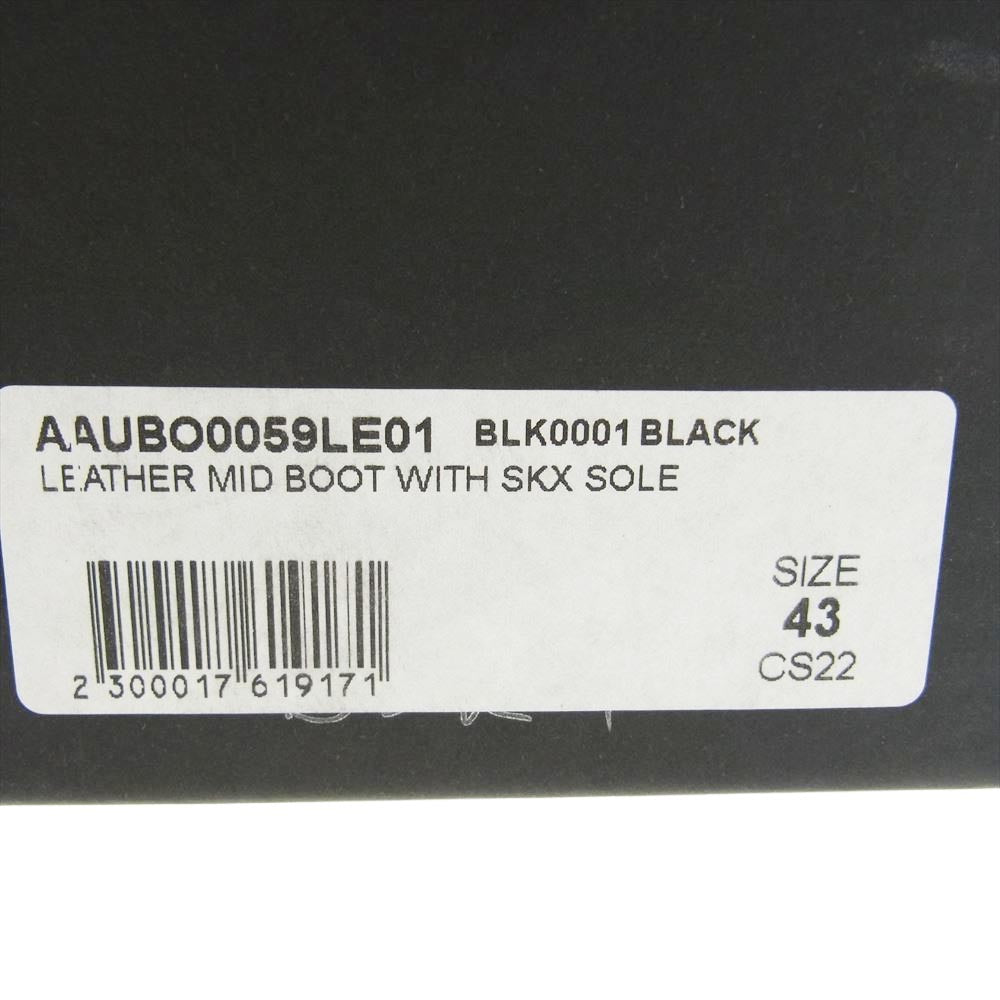 AAUBO0059LE01 BLK0001 BLACK
LEATHER MID BOOT WITH SKX SOLE
SIZE
43
CS22
2 300017 619171